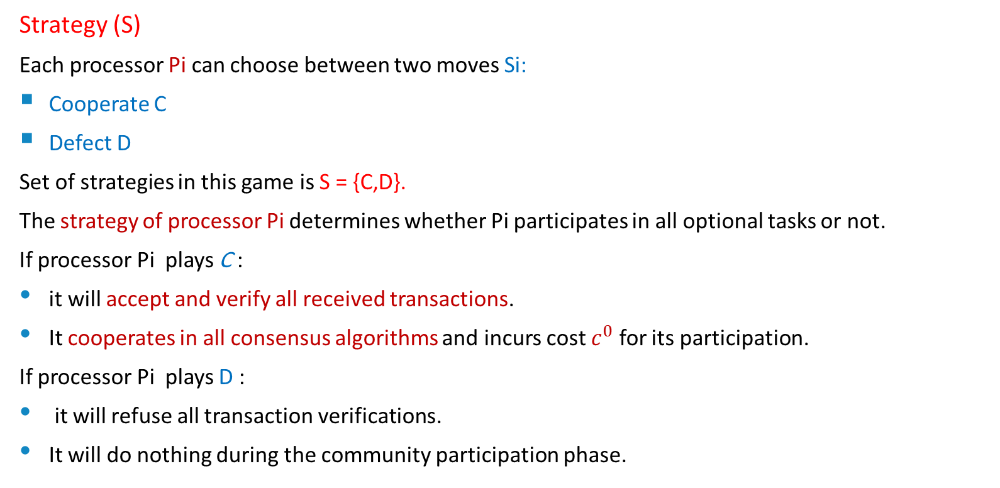 Strategy (S)
Each processor Pi can choose between two moves Si:
▪ Cooperate C
▪ Defect D
Set of strategies in this game is S = {C,D}.
The strategy of processor Pi determines whether Pi participates in all optional tasks or not.
If processor Pi plays C :
• it will accept and verify all received transactions.
• It cooperates in all consensus algorithms and incurs cost c⁰ for its participation.
If processor Pi plays D :
• it will refuse all transaction verifications.
• It will do nothing during the community participation phase.